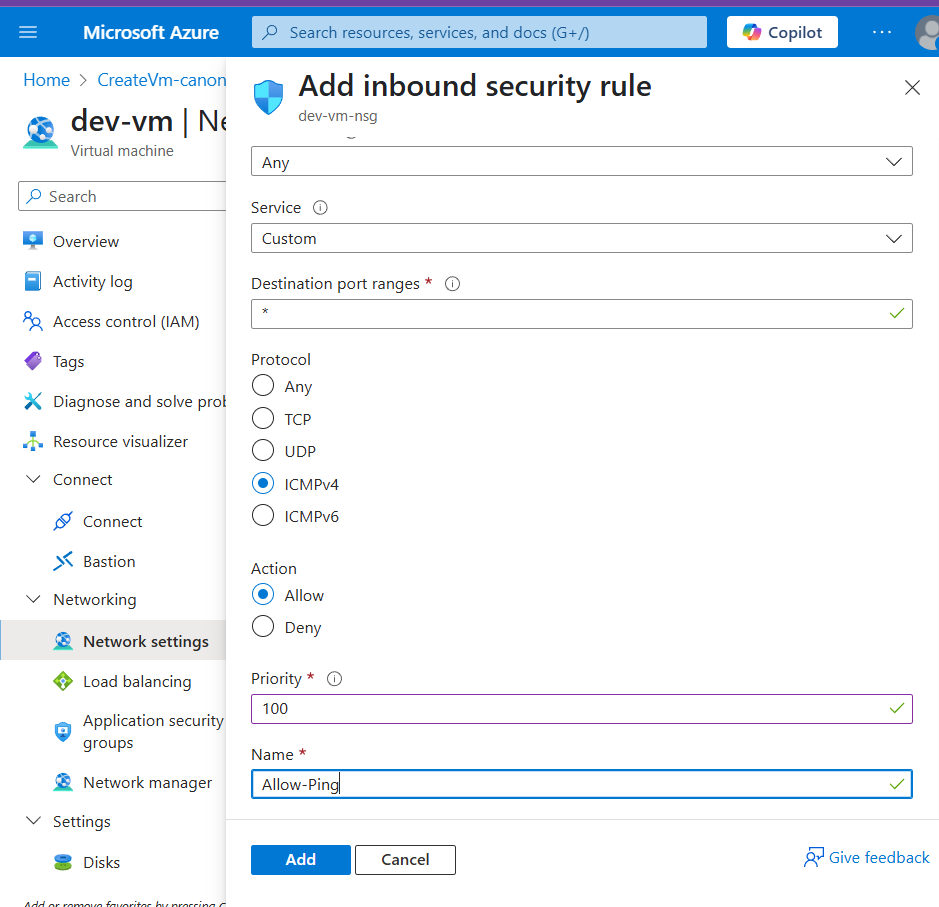 Microsoft Azure
Search resources, services, and docs (G+/)
Copilot
Home > CreateVm-canon
dev-vm | Ne
Virtual machine
Search
Overview
Activity log
Access control (IAM)
Tags
Diagnose and solve prob
Resource visualizer
Connect
Connect
Bastion
Networking
Network settings
Load balancing
Application security
groups
Network manager
Settings
Disks
Add or remove favorites by pressing C
Add inbound security rule
dev-vm-nsg
Any
Service
Custom
Destination port ranges *
*
Protocol
Any
TCP
UDP
ICMPv4
ICMPv6
Action
Allow
Deny
Priority *
100
Name *
Allow-Ping
Add
Cancel
Give feedback